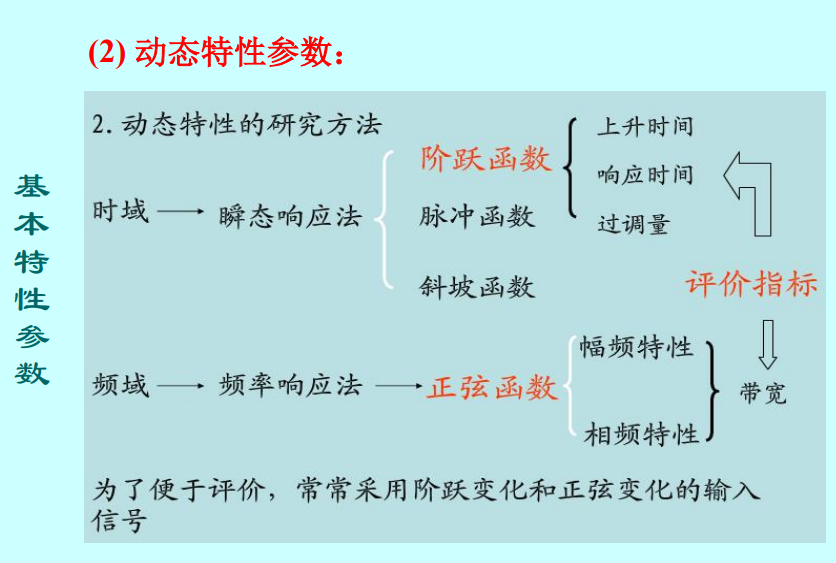 (2) 动态特性参数：
基本特性参数
2. 动态特性的研究方法
时域
瞬态响应法
阶跃函数
脉冲函数
斜坡函数
上升时间
响应时间
过调量
评价指标
频域
频率响应法
正弦函数
幅频特性
相频特性
带宽
为了便于评价，常常采用阶跃变化和正弦变化的输入
信号